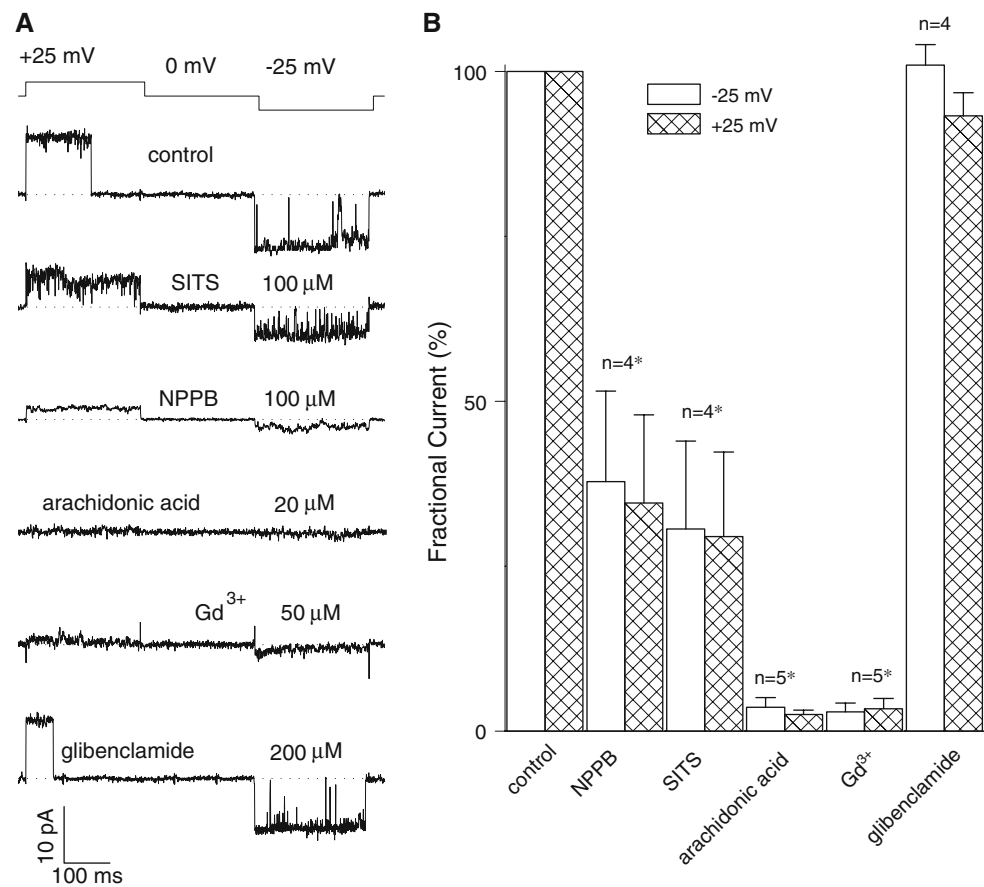 A
+25 mV 0 mV -25 mV
control
SITS 100 μM
NPPB 100 μM
arachidonic acid 20 μM
Gd3+ 50 μM
glibenclamide 200 μM
10 pA
100 ms
B
n=4
100
-25 mV
+25 mV
Fractional Current (%)
n=4*
n=4*
50
n=5*
n=5*
0
control
NPPB
SITS
arachidonic acid
Gd3+
glibenclamide